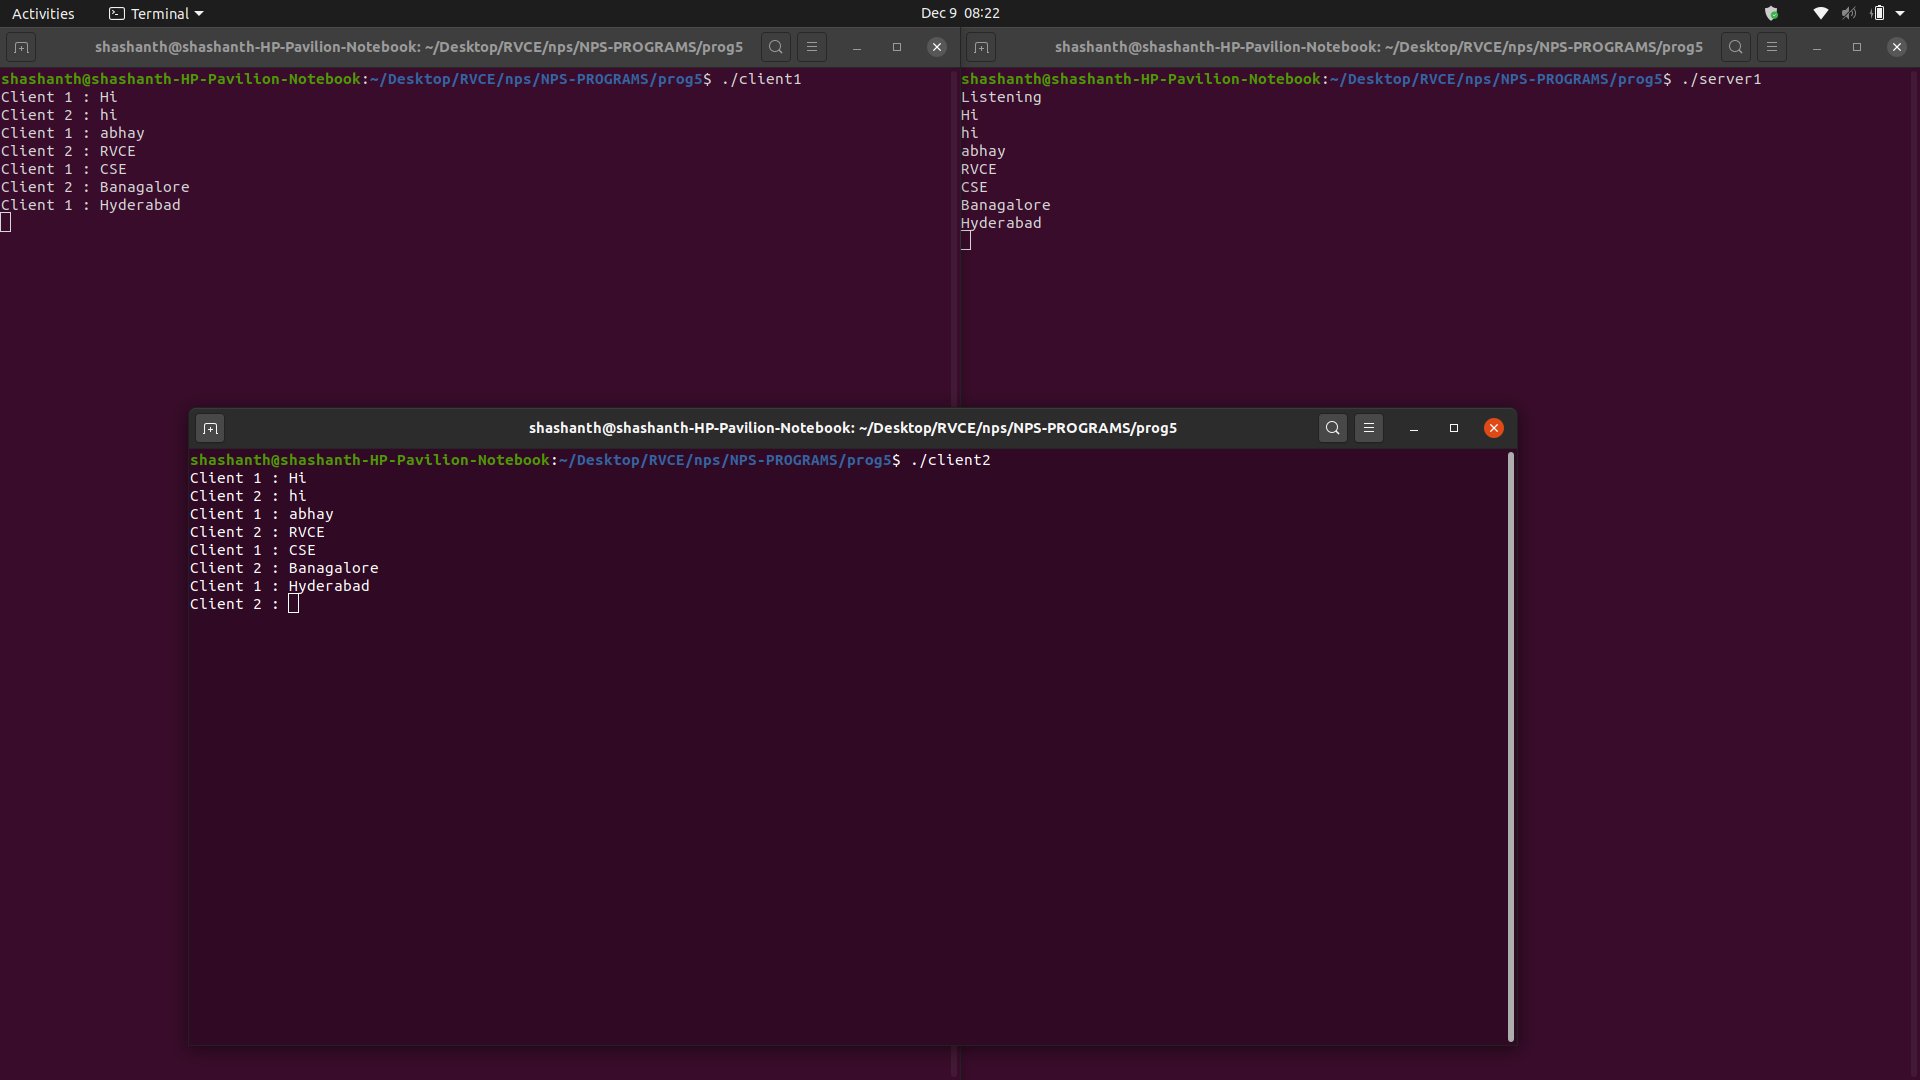 Activities Terminal Dec 9 08:22
shashanth@shashanth-HP-Pavilion-Notebook: ~/Desktop/RVCE/nps/NPS-PROGRAMS/prog5
shashanth@shashanth-HP-Pavilion-Notebook:~/Desktop/RVCE/nps/NPS-PROGRAMS/prog5$ ./client1
Client 1 : Hi
Client 2 : hi
Client 1 : abhay
Client 2 : RVCE
Client 1 : CSE
Client 2 : Banagalore
Client 1 : Hyderabad
shashanth@shashanth-HP-Pavilion-Notebook: ~/Desktop/RVCE/nps/NPS-PROGRAMS/prog5
shashanth@shashanth-HP-Pavilion-Notebook:~/Desktop/RVCE/nps/NPS-PROGRAMS/prog5$ ./server1
Listening
Hi
hi
abhay
RVCE
CSE
Banagalore
Hyderabad
shashanth@shashanth-HP-Pavilion-Notebook: ~/Desktop/RVCE/nps/NPS-PROGRAMS/prog5
shashanth@shashanth-HP-Pavilion-Notebook:~/Desktop/RVCE/nps/NPS-PROGRAMS/prog5$ ./client2
Client 1 : Hi
Client 2 : hi
Client 1 : abhay
Client 2 : RVCE
Client 1 : CSE
Client 2 : Banagalore
Client 1 : Hyderabad
Client 2 :